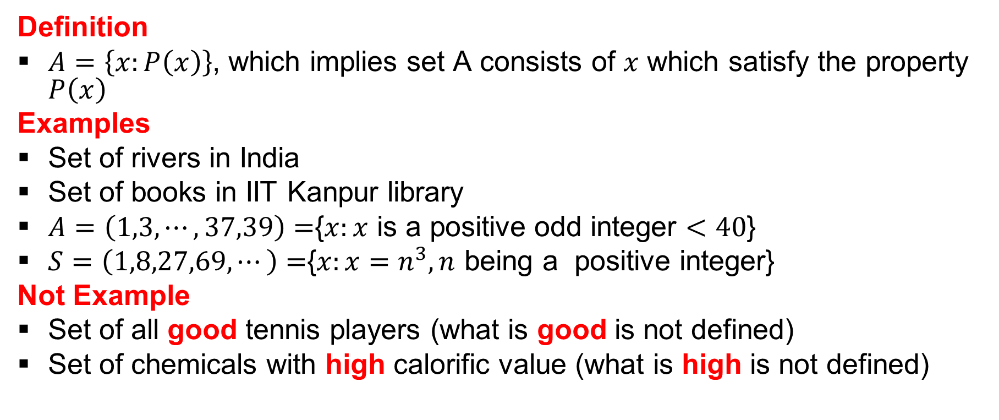 Definition
▪ A = {x: P(x)}, which implies set A consists of x which satisfy the property
P(x)
Examples
▪ Set of rivers in India
▪ Set of books in IIT Kanpur library
▪ A = (1,3, ⋯ , 37,39) ={x: x is a positive odd integer < 40}
▪ S = (1,8,27,69, ⋯ ) ={x: x = n³, n being a positive integer}
Not Example
▪ Set of all good tennis players (what is good is not defined)
▪ Set of chemicals with high calorific value (what is high is not defined)